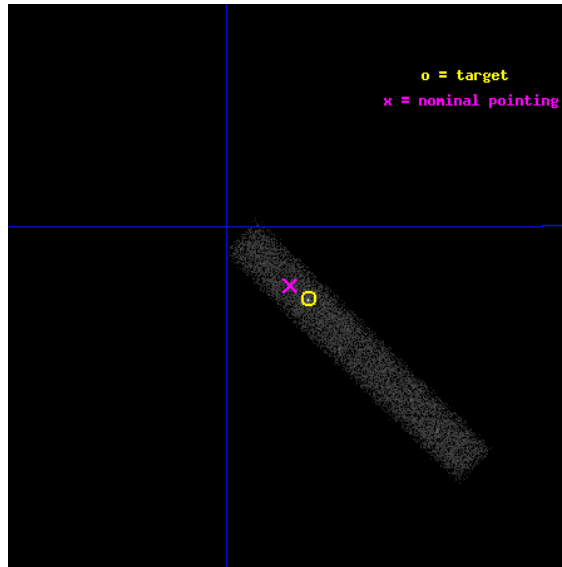 o = target
x = nominal pointing